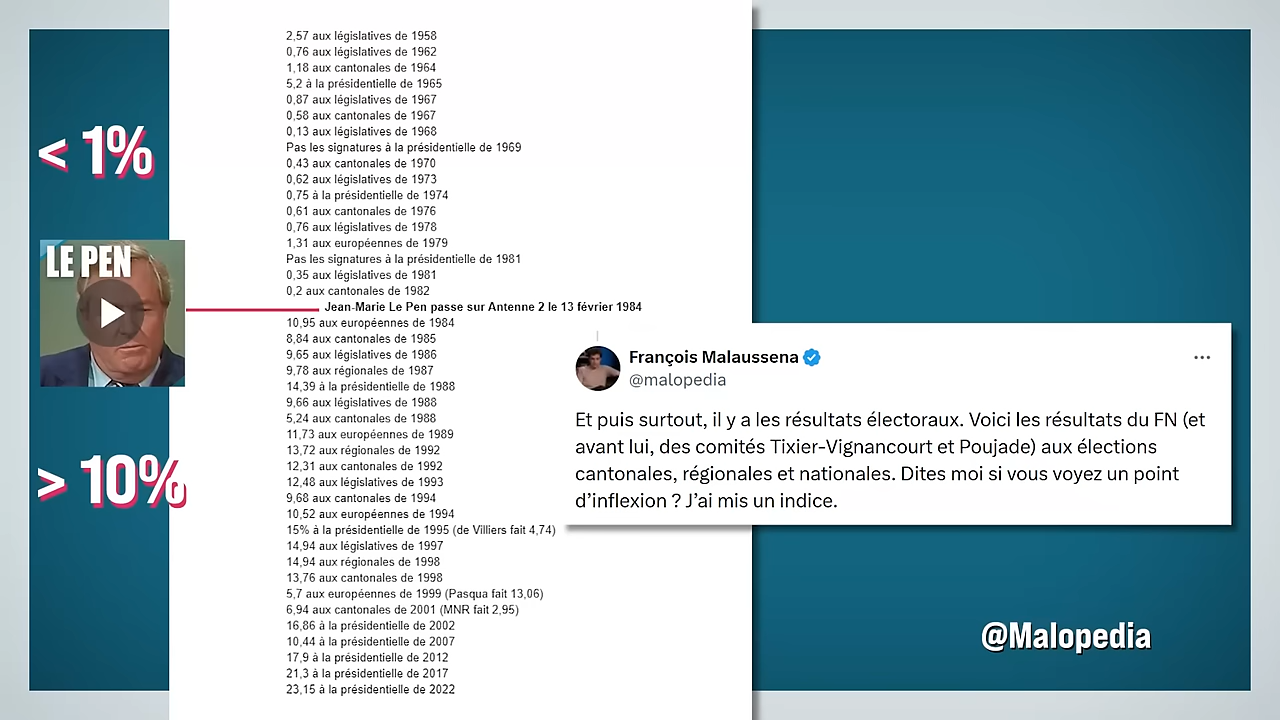 2,57 aux législatives de 1958
0,76 aux législatives de 1962
1,18 aux cantonales de 1964
5,2 à la présidentielle de 1965
0,87 aux législatives de 1967
0,58 aux cantonales de 1967
0,13 aux législatives de 1968
Pas les signatures à la présidentielle de 1969
0,43 aux cantonales de 1970
0,62 aux législatives de 1973
0,75 à la présidentielle de 1974
0,61 aux cantonales de 1976
0,76 aux législatives de 1978
1,31 aux européennes de 1979
Pas les signatures à la présidentielle de 1981
0,35 aux législatives de 1981
0,2 aux cantonales de 1982
Jean-Marie Le Pen passe sur Antenne 2 le 13 février 1984
10,95 aux européennes de 1984
8,84 aux cantonales de 1985
9,65 aux législatives de 1986
9,78 aux régionales de 1987
14,39 à la présidentielle de 1988
9,66 aux législatives de 1988
5,24 aux cantonales de 1988
11,73 aux européennes de 1989
13,72 aux régionales de 1992
12,31 aux cantonales de 1992
12,48 aux législatives de 1993
9,68 aux cantonales de 1994
10,52 aux européennes de 1994
15% à la présidentielle de 1995 (de Villiers fait 4,74)
14,94 aux législatives de 1997
14,94 aux régionales de 1998
13,76 aux cantonales de 1998
5,7 aux européennes de 1999 (Pasqua fait 13,06)
6,94 aux cantonales de 2001 (MNR fait 2,95)
16,86 à la présidentielle de 2002
10,44 à la présidentielle de 2007
17,9 à la présidentielle de 2012
21,3 à la présidentielle de 2017
23,15 à la présidentielle de 2022
< 1%
LE PEN
> 10%
François Malaussena
@malopedia
Et puis surtout, il y a les résultats électoraux. Voici les résultats du FN (et
avant lui, des comités Tixier-Vignancourt et Poujade) aux élections
cantonales, régionales et nationales. Dites moi si vous voyez un point
d'inflexion ? J'ai mis un indice.
@Malopedia